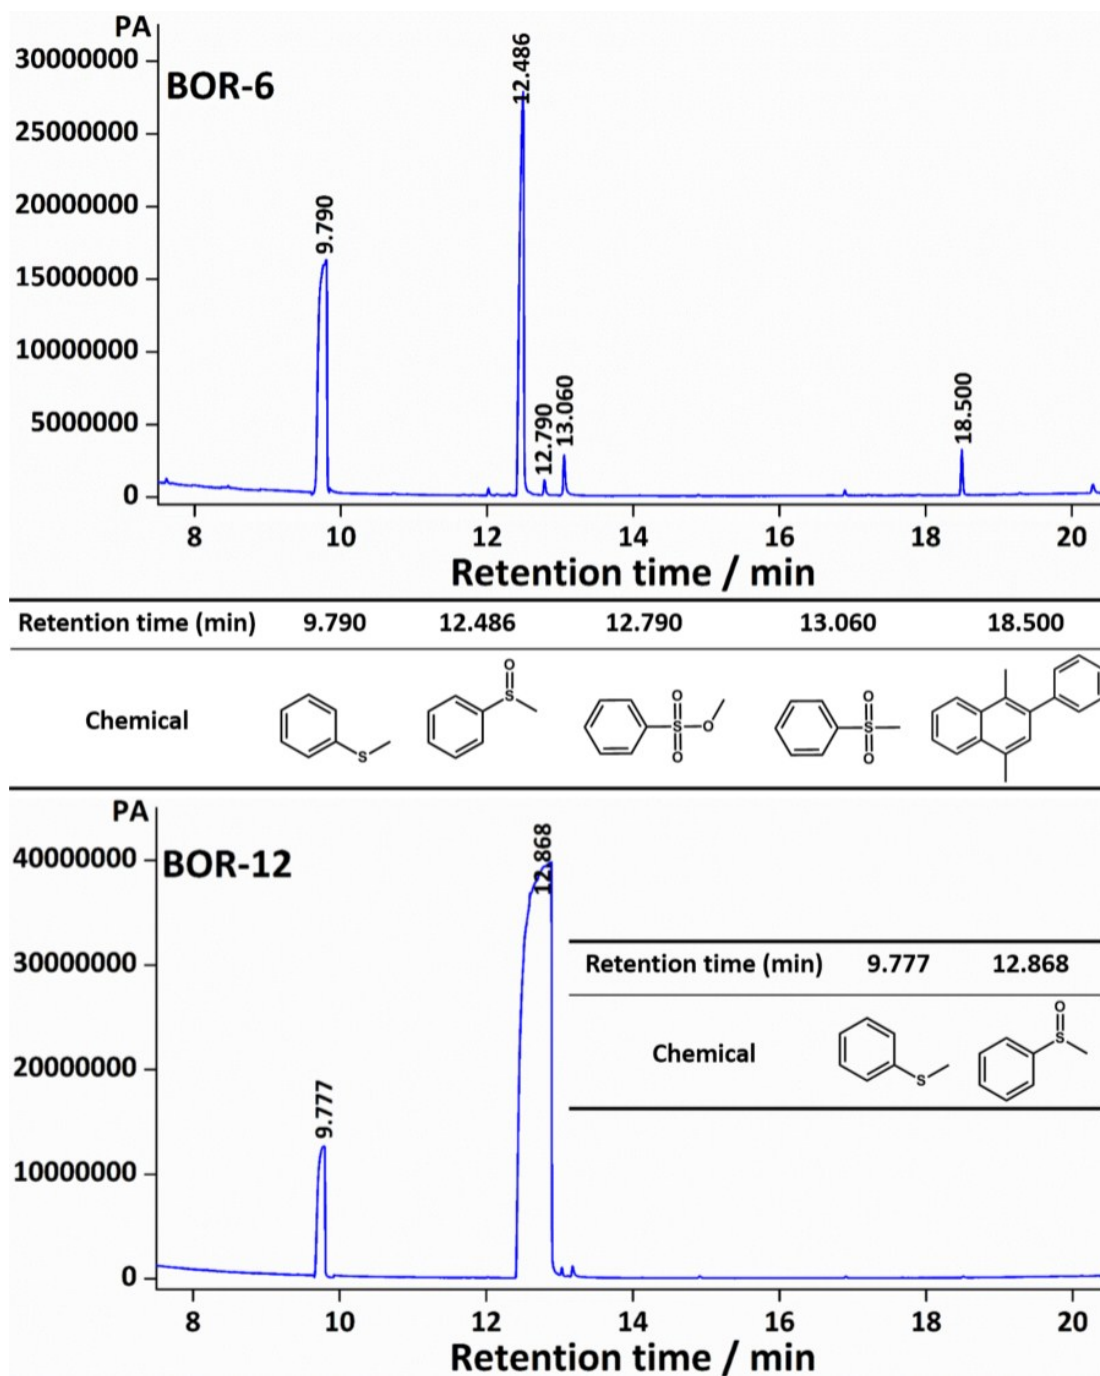 PA
BOR-6
30000000
25000000
20000000
15000000
10000000
5000000
0
9.790
12.486
12.790
13.060
18.500
8 10 12 14 16 18 20
Retention time / min
Retention time (min) 9.790 12.486 12.790 13.060 18.500
Chemical
S
O
S
O
S
O
O
O
S
O
PA
BOR-12
40000000
30000000
20000000
10000000
0
9.777
12.868
Retention time (min) 9.777 12.868
Chemical
S
O
S
8 10 12 14 16 18 20
Retention time / min